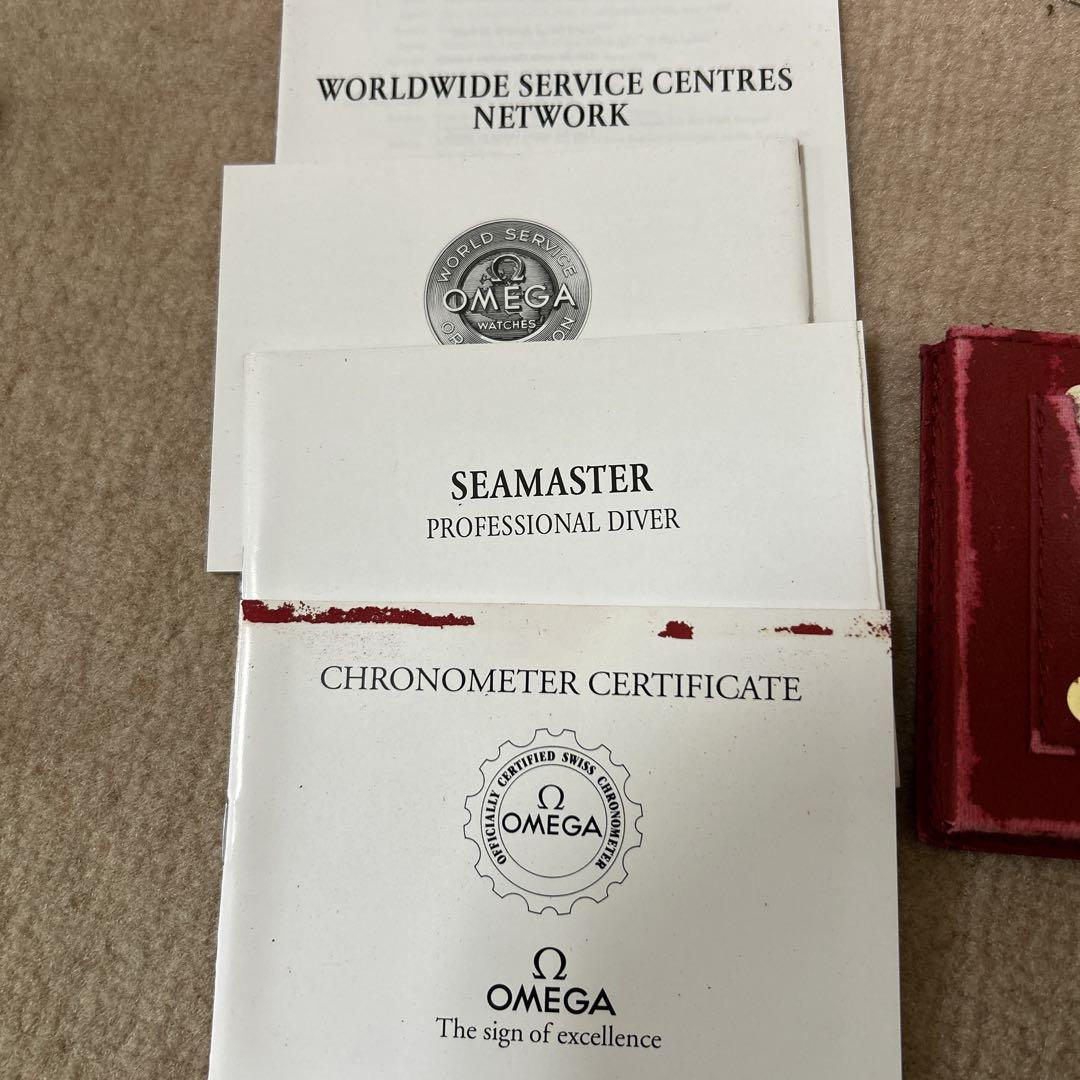 WORLDWIDE SERVICE CENTRES
NETWORK
WORLD SERVICE
Ω
OMEGA
WATCHES
SEAMASTER
PROFESSIONAL DIVER
CHRONOMETER CERTIFICATE
OFFICIALLY CERTIFIED SWISS CHRONOMETER
Ω
OMEGA
Ω
OMEGA
The sign of excellence